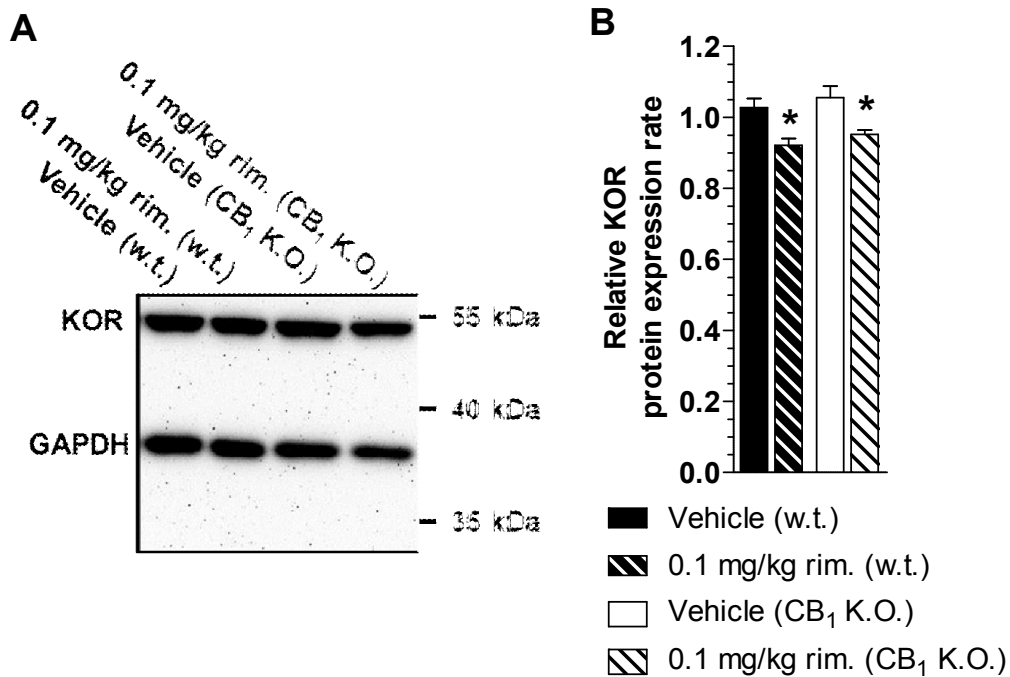 A
0.1 mg/kg rim. (CB₁ K.O.)
Vehicle (CB₁ K.O.)
0.1 mg/kg rim. (w.t.)
Vehicle (w.t.)
KOR
GAPDH
55 kDa
40 kDa
35 kDa
B
Relative KOR
protein expression rate
1.2
1.0
0.8
0.6
0.4
0.2
0.0
*
*
Vehicle (w.t.)
0.1 mg/kg rim. (w.t.)
Vehicle (CB₁ K.O.)
0.1 mg/kg rim. (CB₁ K.O.)